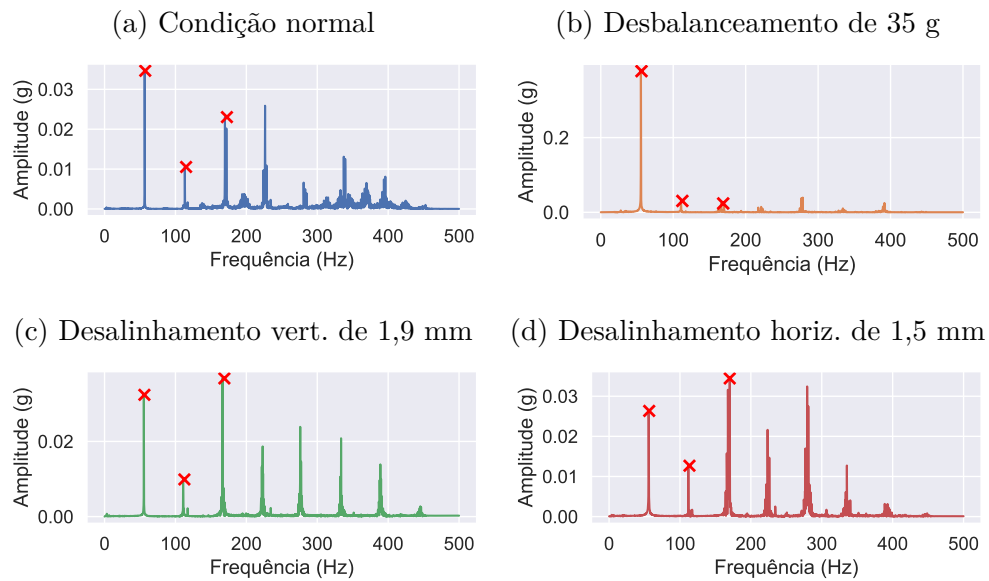 (a) Condição normal
Amplitude (g)
0.03
0.02
0.01
0.00
0 100 200 300 400 500
Frequência (Hz)
(b) Desbalanceamento de 35 g
Amplitude (g)
0.2
0.0
0 100 200 300 400 500
Frequência (Hz)
(c) Desalinhamento vert. de 1,9 mm
Amplitude (g)
0.02
0.00
0 100 200 300 400 500
Frequência (Hz)
(d) Desalinhamento horiz. de 1,5 mm
Amplitude (g)
0.03
0.02
0.01
0.00
0 100 200 300 400 500
Frequência (Hz)